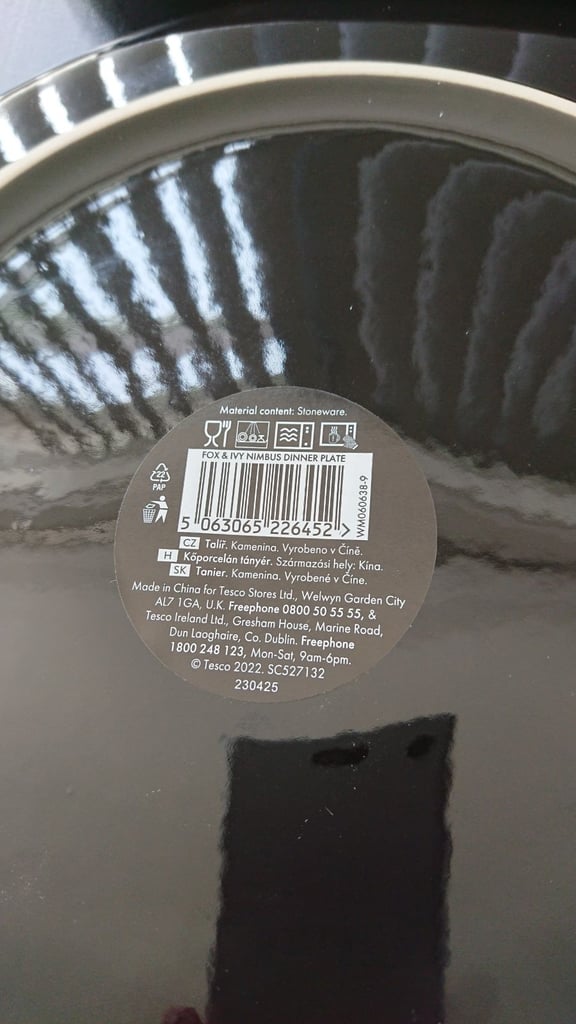 Material content: Stoneware.
FOX & IVY NIMBUS DINNER PLATE
22
PAP
5 063065 226452 >
WM060638-9
CZ Talíř. Kamenina. Vyrobeno v Číně.
H Kőporcelán tányér. Származási hely: Kína.
SK Tanier. Kamenina. Vyrobené v Číne.
Made in China for Tesco Stores Ltd., Welwyn Garden City
AL7 1GA, U.K. Freephone 0800 50 55 55, &
Tesco Ireland Ltd., Gresham House, Marine Road,
Dun Laoghaire, Co. Dublin. Freephone
1800 248 123, Mon-Sat, 9am-6pm.
© Tesco 2022. SC527132
230425